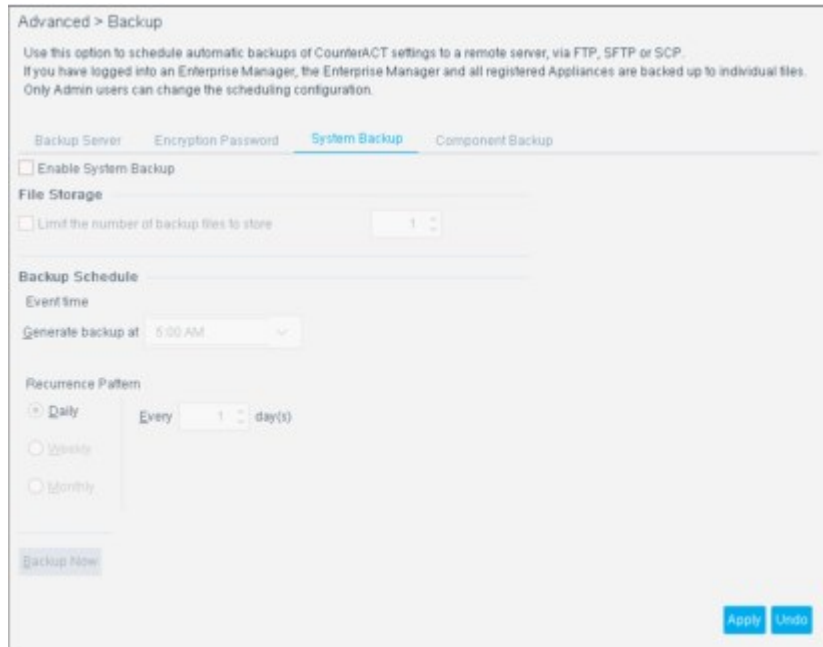 Advanced > Backup
Use this option to schedule automatic backups of CounterACT settings to a remote server, via FTP, SFTP or SCP.
If you have logged into an Enterprise Manager, the Enterprise Manager and all registered Appliances are backed up to individual files.
Only Admin users can change the scheduling configuration.
Backup Server Encryption Password System Backup Component Backup
Enable System Backup
File Storage
Limit the number of backup files to store 1
Backup Schedule
Event time
Generate backup at 5:00 AM
Recurrence Pattern
Daily Every 1 day(s)
Weekly
Monthly
Backup Now
Apply Undo